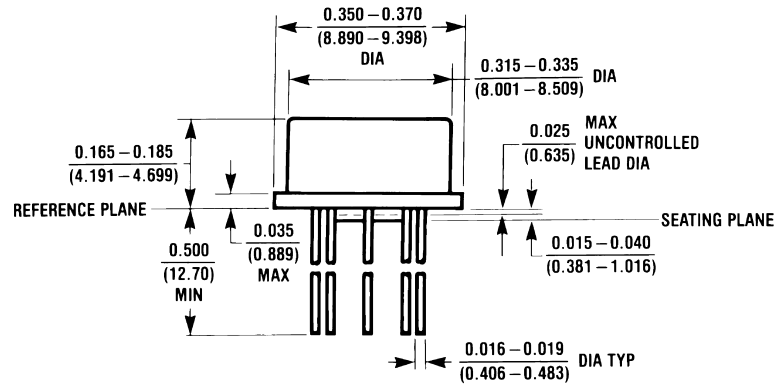 0.350 – 0.370
(8.890 – 9.398)
DIA
0.315 – 0.335
(8.001 – 8.509)
DIA
0.165 – 0.185
(4.191 – 4.699)
0.025
(0.635)
MAX
UNCONTROLLED
LEAD DIA
REFERENCE PLANE
SEATING PLANE
0.500
(12.70)
MIN
0.035
(0.889)
MAX
0.015 – 0.040
(0.381 – 1.016)
0.016 – 0.019
(0.406 – 0.483)
DIA TYP